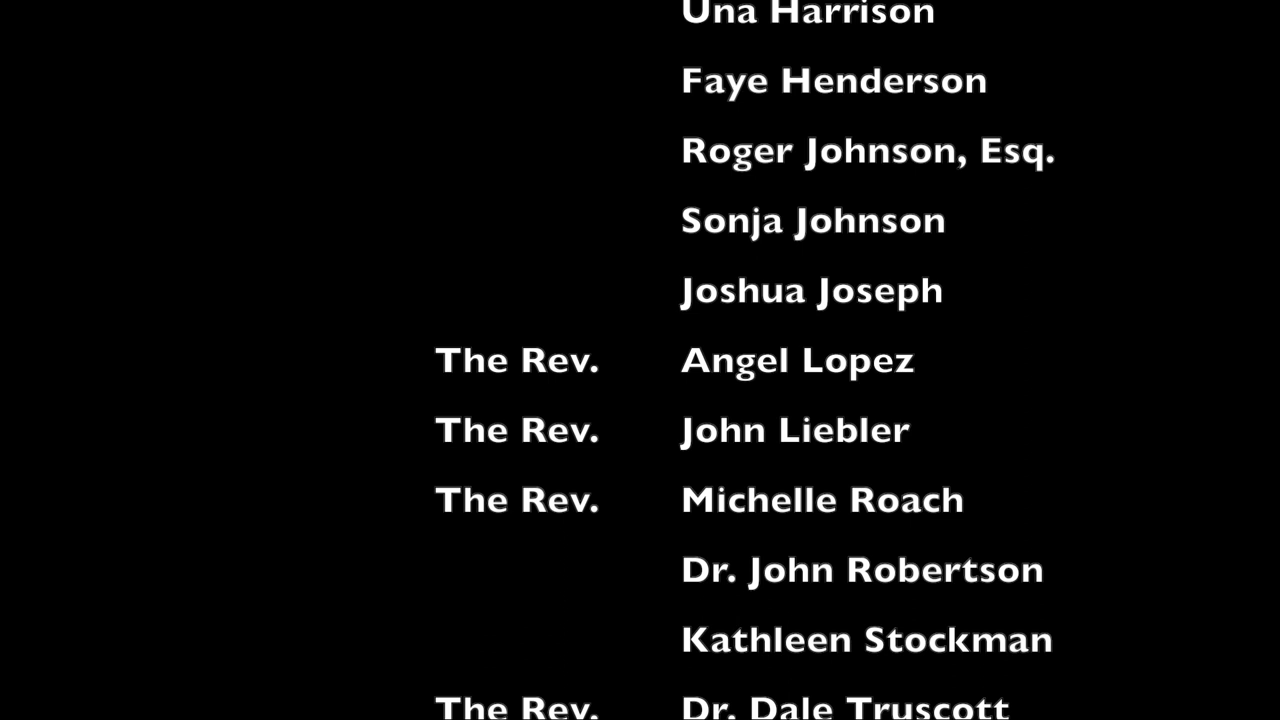 Una Harrison
Faye Henderson
Roger Johnson, Esq.
Sonja Johnson
Joshua Joseph
The Rev. Angel Lopez
The Rev. John Liebler
The Rev. Michelle Roach
Dr. John Robertson
Kathleen Stockman
The Rev. Dr. Dale Truscott